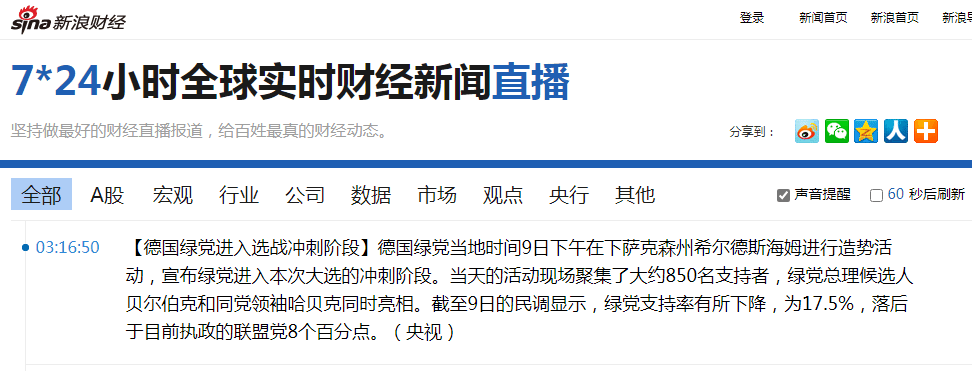 sina新浪财经
登录 新闻首页 新浪首页 新浪导
7*24小时全球实时财经新闻直播
坚持做最好的财经直播报道，给百姓最真的财经动态。
分享到：
全部 A股 宏观 行业 公司 数据 市场 观点 央行 其他
声音提醒 60 秒后刷新
03:16:50
【德国绿党进入选战冲刺阶段】德国绿党当地时间9日下午在下萨克森州希尔德斯海姆进行造势活
动，宣布绿党进入本次大选的冲刺阶段。当天的活动现场聚集了大约850名支持者，绿党总理候选人
贝尔伯克和同党领袖哈贝克同时亮相。截至9日的民调显示，绿党支持率有所下降，为17.5%，落后
于目前执政的联盟党8个百分点。（央视）